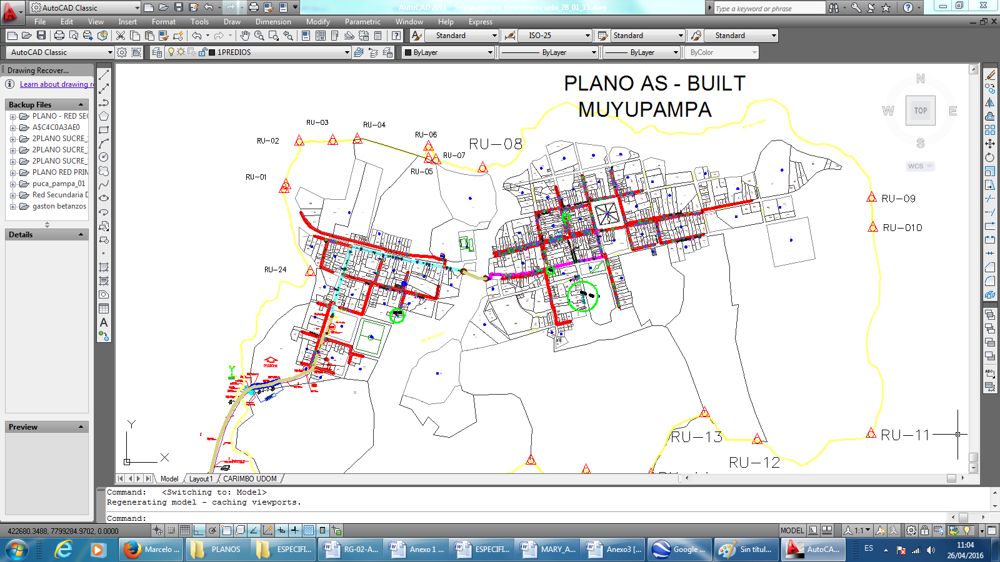 AutoCAD Classic
AutoCAD 2011 - 5muyupampa Georeferenciado_28_01_15.dwg
Type a keyword or phrase
File Edit View Insert Format Tools Draw Dimension Modify Parametric Window Help Express
Standard ISO-25 Standard Standard
AutoCAD Classic 1PREDIOS ByLayer ByLayer ByLayer ByColor
Drawing Recover...
Learn about drawing re
Backup Files
PLANO - RED SEC
A$C4C0A3AE0
2PLANO SUCRE_
2PLANO SUCRE_
2PLANO SUCRE_
PLANO RED PRIN
puca_pampa_01
Red Secundaria D
gaston betanzos
Details
Preview
PLANO AS - BUILT
MUYUPAMPA
N
W TOP E
S
WCS
RU-03
RU-04
RU-02
RU-06
RU-08
RU-07
RU-05
RU-01
RU-09
RU-010
RU-24
NORTE
RU-13
RU-11
RU-12
Y
X
Model Layout1 CARIMBO UDOM
Command: <Switching to: Model>
Regenerating model - caching viewports.
Command:
422680.3488, 7799284.9702, 0.0000
MODEL 1:1
Marcelo ... PLANOS ESPECIFI... RG-02-A... Anexo 1 ... ESPECIFI... MARY_A... Anexo3 [... Google ... Sin títul... AutoCA...
ES
11:04
26/04/2016